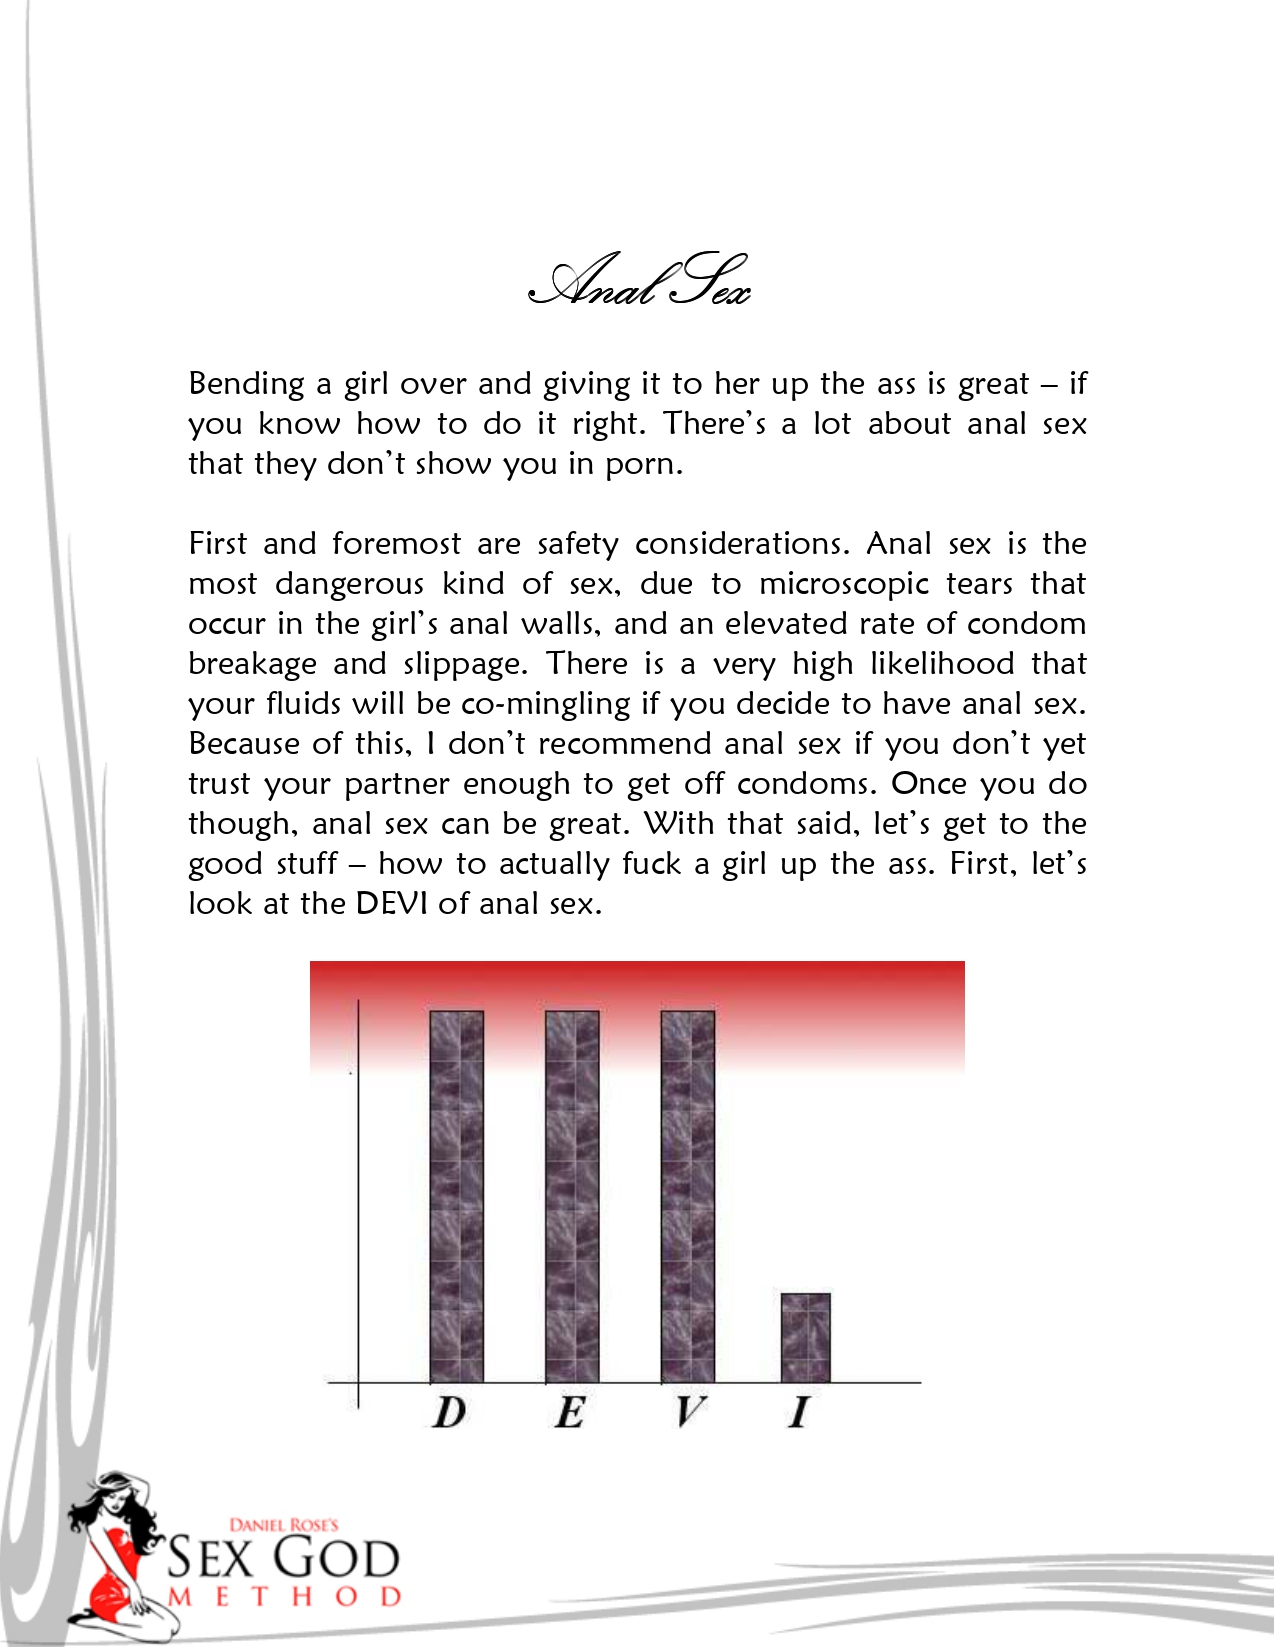 Anal Sex
Bending a girl over and giving it to her up the ass is great – if
you know how to do it right. There's a lot about anal sex
that they don't show you in porn.
First and foremost are safety considerations. Anal sex is the
most dangerous kind of sex, due to microscopic tears that
occur in the girl's anal walls, and an elevated rate of condom
breakage and slippage. There is a very high likelihood that
your fluids will be co-mingling if you decide to have anal sex.
Because of this, I don't recommend anal sex if you don't yet
trust your partner enough to get off condoms. Once you do
though, anal sex can be great. With that said, let's get to the
good stuff – how to actually fuck a girl up the ass. First, let's
look at the DEVI of anal sex.
D E V I
DANIEL ROSE'S
SEX GOD
METHOD